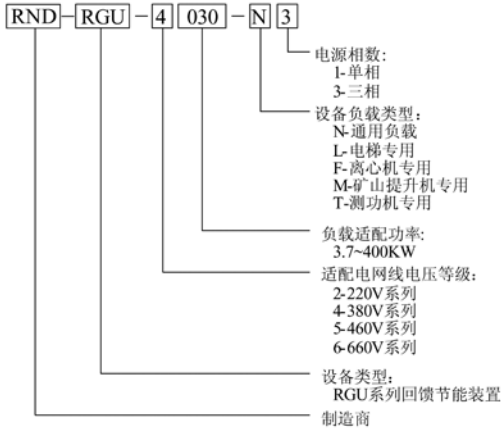 RND-RGU-4 030-N 3
电源相数:
1-单相
3-三相
设备负载类型:
N-通用负载
L-电梯专用
F-离心机专用
M-矿山提升机专用
T-测功机专用
负载适配功率:
3.7~400KW
适配电网线电压等级:
2-220V系列
4-380V系列
5-460V系列
6-660V系列
设备类型:
RGU系列回馈节能装置
制造商